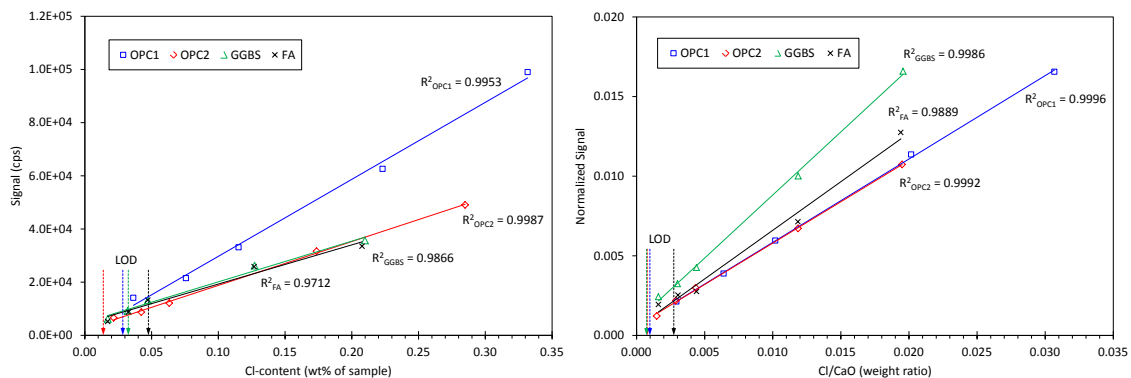 1.2E+05
1.0E+05
8.0E+04
6.0E+04
4.0E+04
2.0E+04
0.0E+00
Signal (cps)
OPC1 OPC2 GGBS FA
R²OPC1 = 0.9953
R²OPC2 = 0.9987
R²GGBS = 0.9866
R²FA = 0.9712
LOD
0.00 0.05 0.10 0.15 0.20 0.25 0.30 0.35
Cl-content (wt% of sample)
0.020
0.015
0.010
0.005
0.000
Normalized Signal
OPC1 OPC2 GGBS FA
R²GGBS = 0.9986
R²FA = 0.9889
R²OPC1 = 0.9996
R²OPC2 = 0.9992
LOD
0.000 0.005 0.010 0.015 0.020 0.025 0.030 0.035
Cl/CaO (weight ratio)